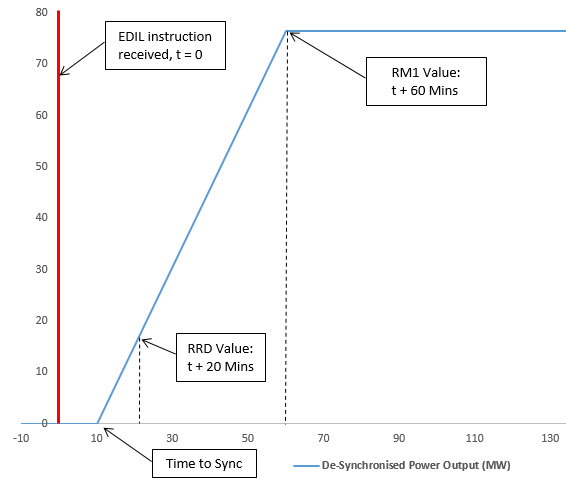 80
EDIL instruction
received, t = 0
70
RM1 Value:
t + 60 Mins
60
50
40
30
20
RRD Value:
t + 20 Mins
10
0
-10 10 30 50 70 90 110 130
Time to Sync
De-Synchronised Power Output (MW)